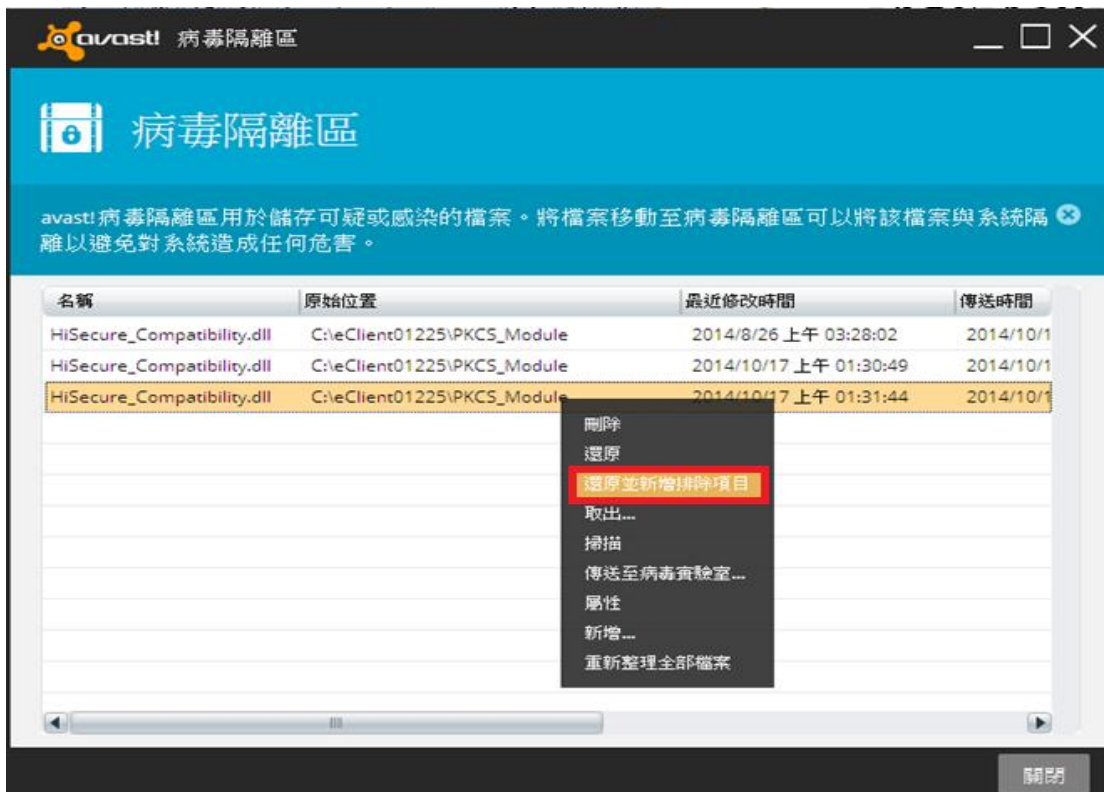 avast! 病毒隔離區
病毒隔離區
avast! 病毒隔離區用於儲存可疑或感染的檔案。將檔案移動至病毒隔離區可以將該檔案與系統隔
離以避免對系統造成任何危害。
名稱 原始位置 最近修改時間 傳送時間
HiSecure_Compatibility.dll C:\eClient01225\PKCS_Module 2014/8/26 上午 03:28:02 2014/10/1
HiSecure_Compatibility.dll C:\eClient01225\PKCS_Module 2014/10/17 上午 01:30:49 2014/10/1
HiSecure_Compatibility.dll C:\eClient01225\PKCS_Module 2014/10/17 上午 01:31:44 2014/10/1
刪除
還原
還原並新增排除項目
取出...
掃描
傳送至病毒實驗室...
屬性
新增...
重新整理全部檔案
關閉